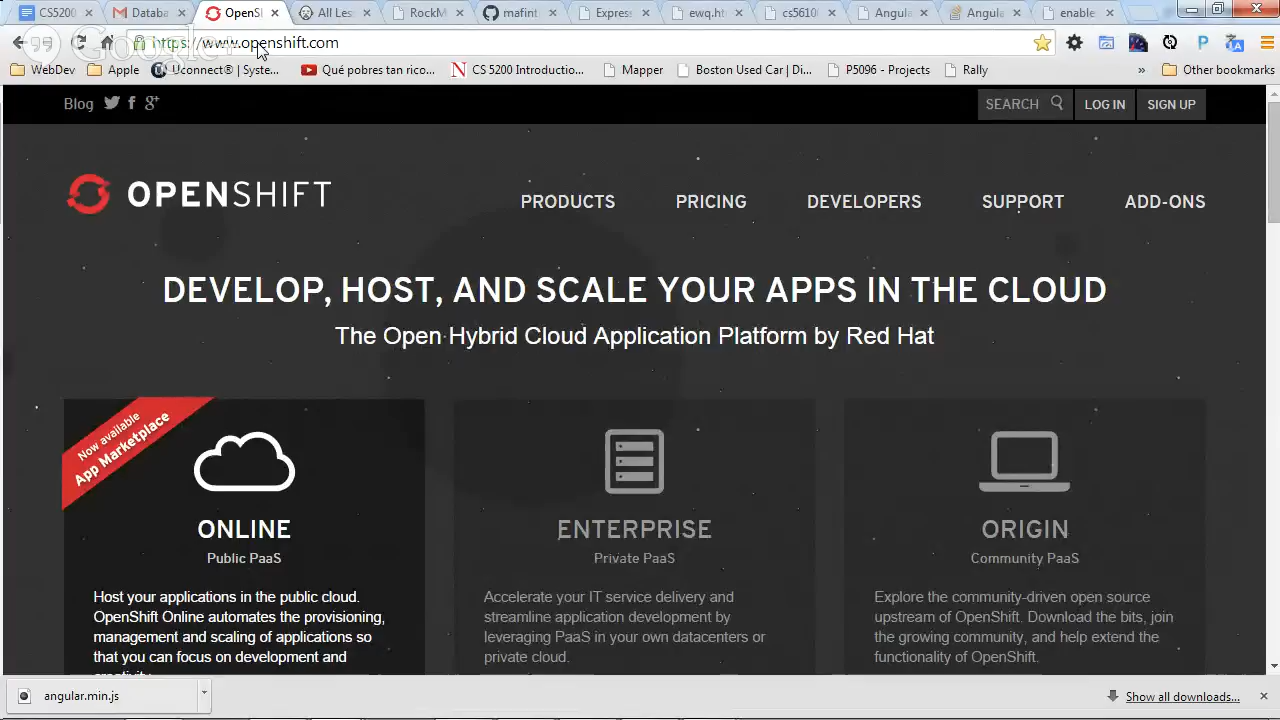 CS5200
Databa
OpenSl
All Les
RockM
mafint
Express
ewq.ht
cs5610
Angul
Angula
enable
Google+
https://www.openshift.com
WebDev
Apple
Uconnect® | Syste...
Qué pobres tan rico...
CS 5200 Introduc...
Mapper
Boston Used Car | Di...
P5096 - Projects
Rally
»
Other bookmarks
Blog
SEARCH
LOG IN
SIGN UP
OPENSHIFT
PRODUCTS
PRICING
DEVELOPERS
SUPPORT
ADD-ONS
DEVELOP, HOST, AND SCALE YOUR APPS IN THE CLOUD
The Open Hybrid Cloud Application Platform by Red Hat
Now available
App Marketplace
ONLINE
Public PaaS
Host your applications in the public cloud.
OpenShift Online automates the provisioning,
management and scaling of applications so
that you can focus on development and
creativity.
ENTERPRISE
Private PaaS
Accelerate your IT service delivery and
streamline application development by
leveraging PaaS in your own datacenters or
private cloud.
ORIGIN
Community PaaS
Explore the community-driven open source
upstream of OpenShift. Download the bits, join
the growing community, and help extend the
functionality of OpenShift.
angular.min.js
Show all downloads...